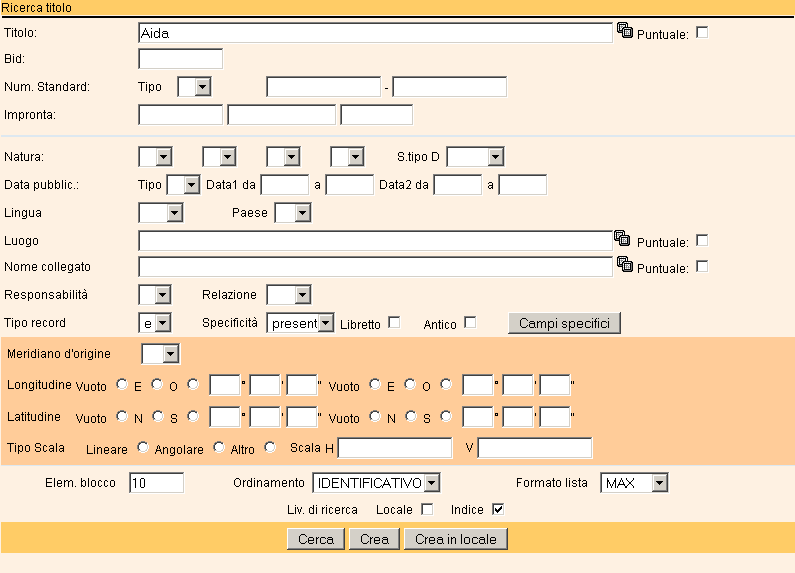 Ricerca titolo
Titolo: Aida Puntuale:
Bid:
Num. Standard: Tipo -
Impronta:
Natura: S.tipo D
Data pubblic.: Tipo Data1 da a Data2 da a
Lingua Paese
Luogo Puntuale:
Nome collegato Puntuale:
Responsabilità Relazione
Tipo record e Specificità present Libretto Antico Campi specifici
Meridiano d'origine
Longitudine Vuoto E O ° ' " Vuoto E O ° ' "
Latitudine Vuoto N S ° ' " Vuoto N S ° ' "
Tipo Scala Lineare Angolare Altro Scala H V
Elem. blocco 10 Ordinamento IDENTIFICATIVO Formato lista MAX
Liv. di ricerca Locale Indice
Cerca Crea Crea in locale